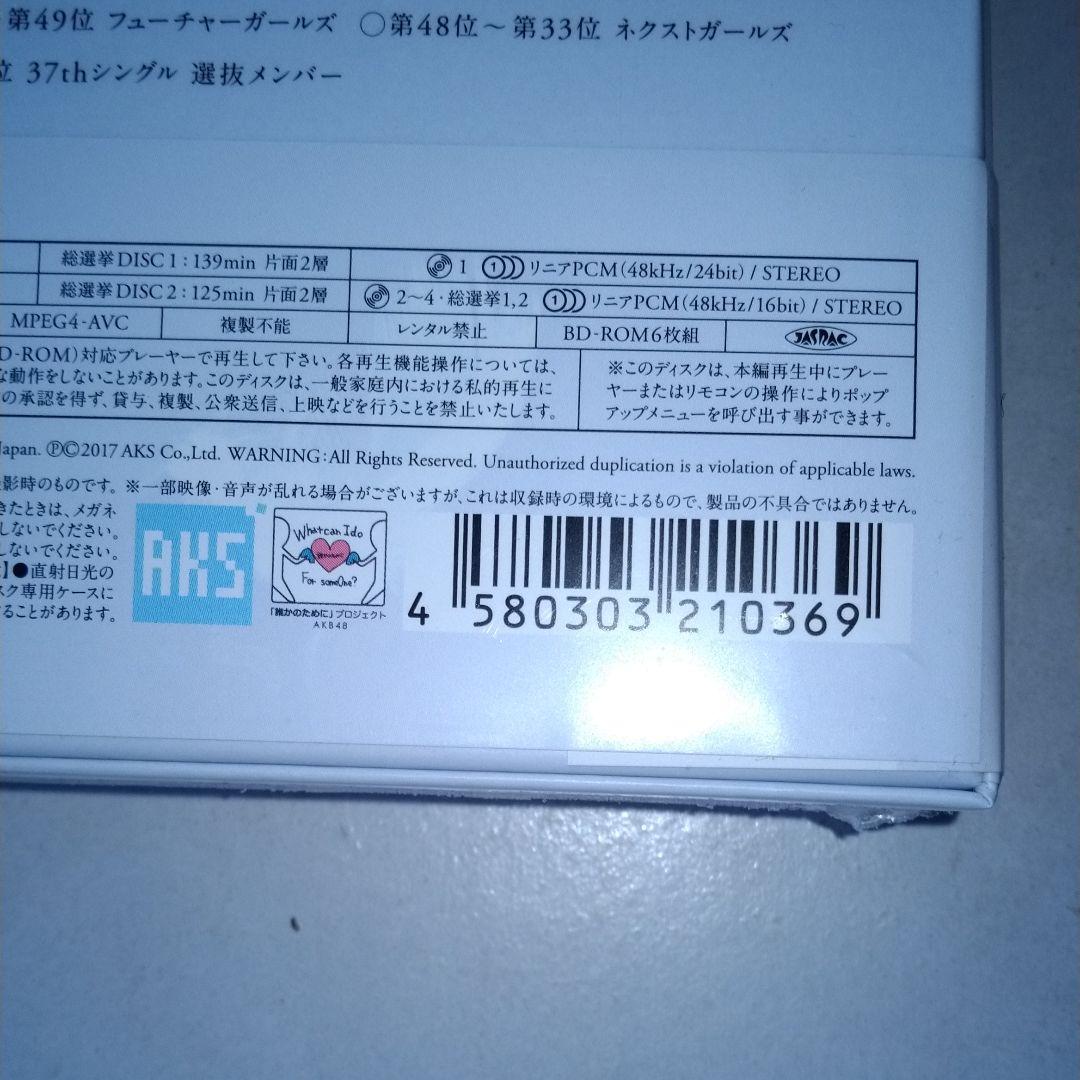 第49位 フューチャーガールズ ○第48位～第33位 ネクストガールズ
位 37thシングル 選抜メンバー
総選挙DISC 1：139min 片面2層
1 ① リニアPCM（48kHz/24bit）/ STEREO
総選挙DISC 2：125min 片面2層
2～4・総選挙1,2 ① リニアPCM（48kHz/16bit）/ STEREO
MPEG4-AVC 複製不能 レンタル禁止 BD-ROM6枚組 JASRAC
D-ROM）対応プレーヤーで再生して下さい。各再生機能操作については、
な動作をしないことがあります。このディスクは、一般家庭内における私的再生に
の承認を得ず、貸与、複製、公衆送信、上映などを行うことを禁止いたします。
※このディスクは、本編再生中にプレー
ヤーまたはリモコンの操作によりポップ
アップメニューを呼び出す事ができます。
Japan. ℗©2017 AKS Co.,Ltd. WARNING：All Rights Reserved. Unauthorized duplication is a violation of applicable laws.
影時のものです。※一部映像・音声が乱れる場合がございますが、これは収録時の環境によるもので、製品の不具合ではありません。
きたときは、メガネ
しないでください。
しないでください。
】●直射日光の
スク専用ケースに
ることがあります。
AKS
What can I do
For someOne?
「誰かのために」プロジェクト
AKB48
4 580303 210369